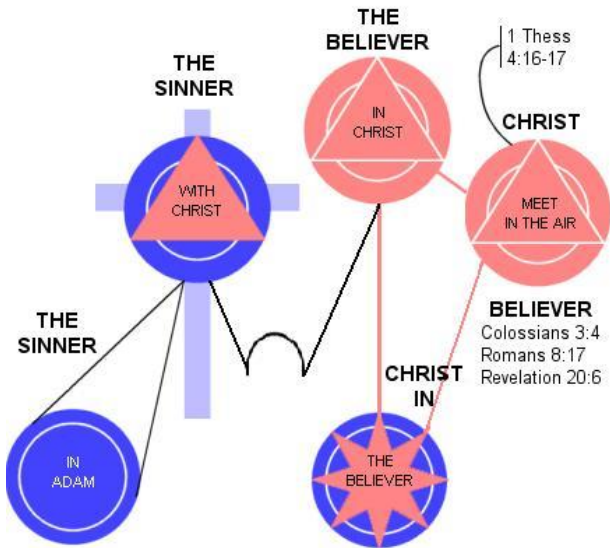 THE
BELIEVER
1 Thess
4:16-17
THE
SINNER
IN
CHRIST
CHRIST
WITH
CHRIST
MEET
IN THE AIR
THE
SINNER
BELIEVER
Colossians 3:4
Romans 8:17
Revelation 20:6
CHRIST
IN
IN
ADAM
THE
BELIEVER